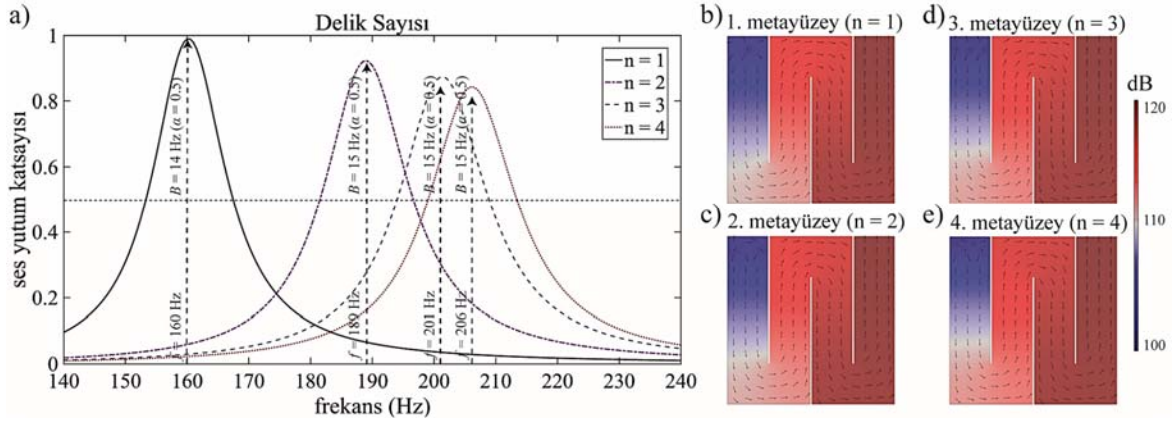 a)
Delik Sayısı
ses yutum katsayısı
1
0.8
0.6
0.4
0.2
0
140
150
160
170
180
190
200
210
220
230
240
frekans (Hz)
n = 1
n = 2
n = 3
n = 4
B = 14 Hz (α = 0.5)
f = 160 Hz
B = 15 Hz (α = 0.5)
f = 189 Hz
B = 15 Hz (α = 0.5)
f = 201 Hz
B = 15 Hz (α = 0.5)
f = 206 Hz
b) 1. metayüzey (n = 1)
d) 3. metayüzey (n = 3)
c) 2. metayüzey (n = 2)
e) 4. metayüzey (n = 4)
dB
120
110
100